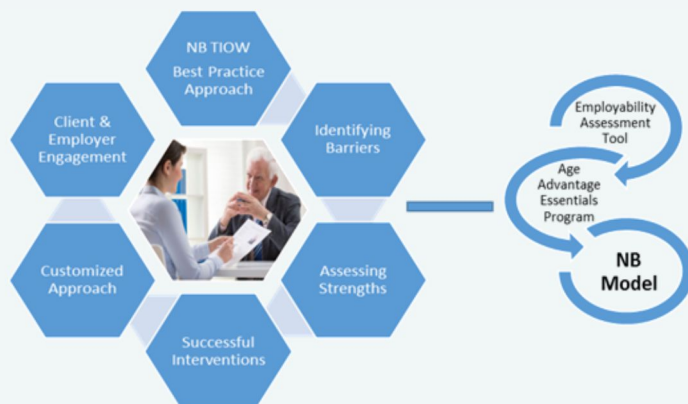 NB TIOW
Best Practice
Approach
Identifying
Barriers
Assessing
Strengths
Successful
Interventions
Customized
Approach
Client &
Employer
Engagement
Employability
Assessment
Tool
Age
Advantage
Essentials
Program
NB
Model